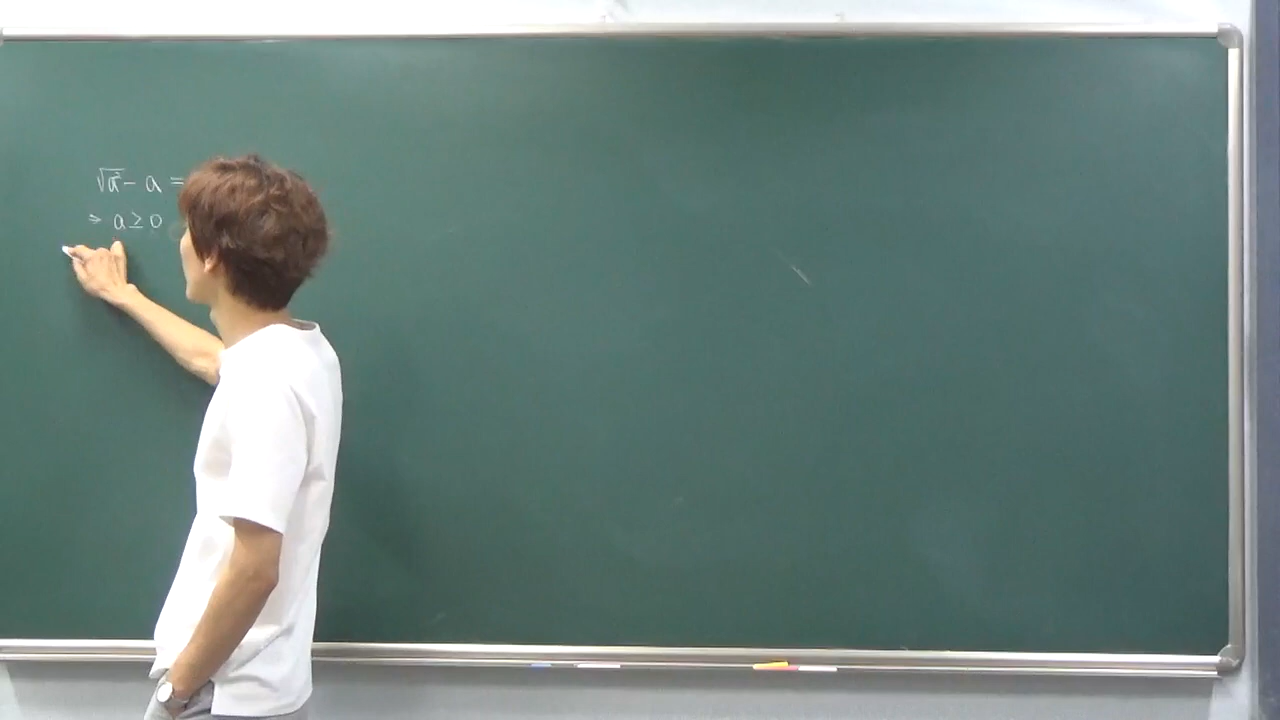 √a² - a =
⇒ a ≥ 0